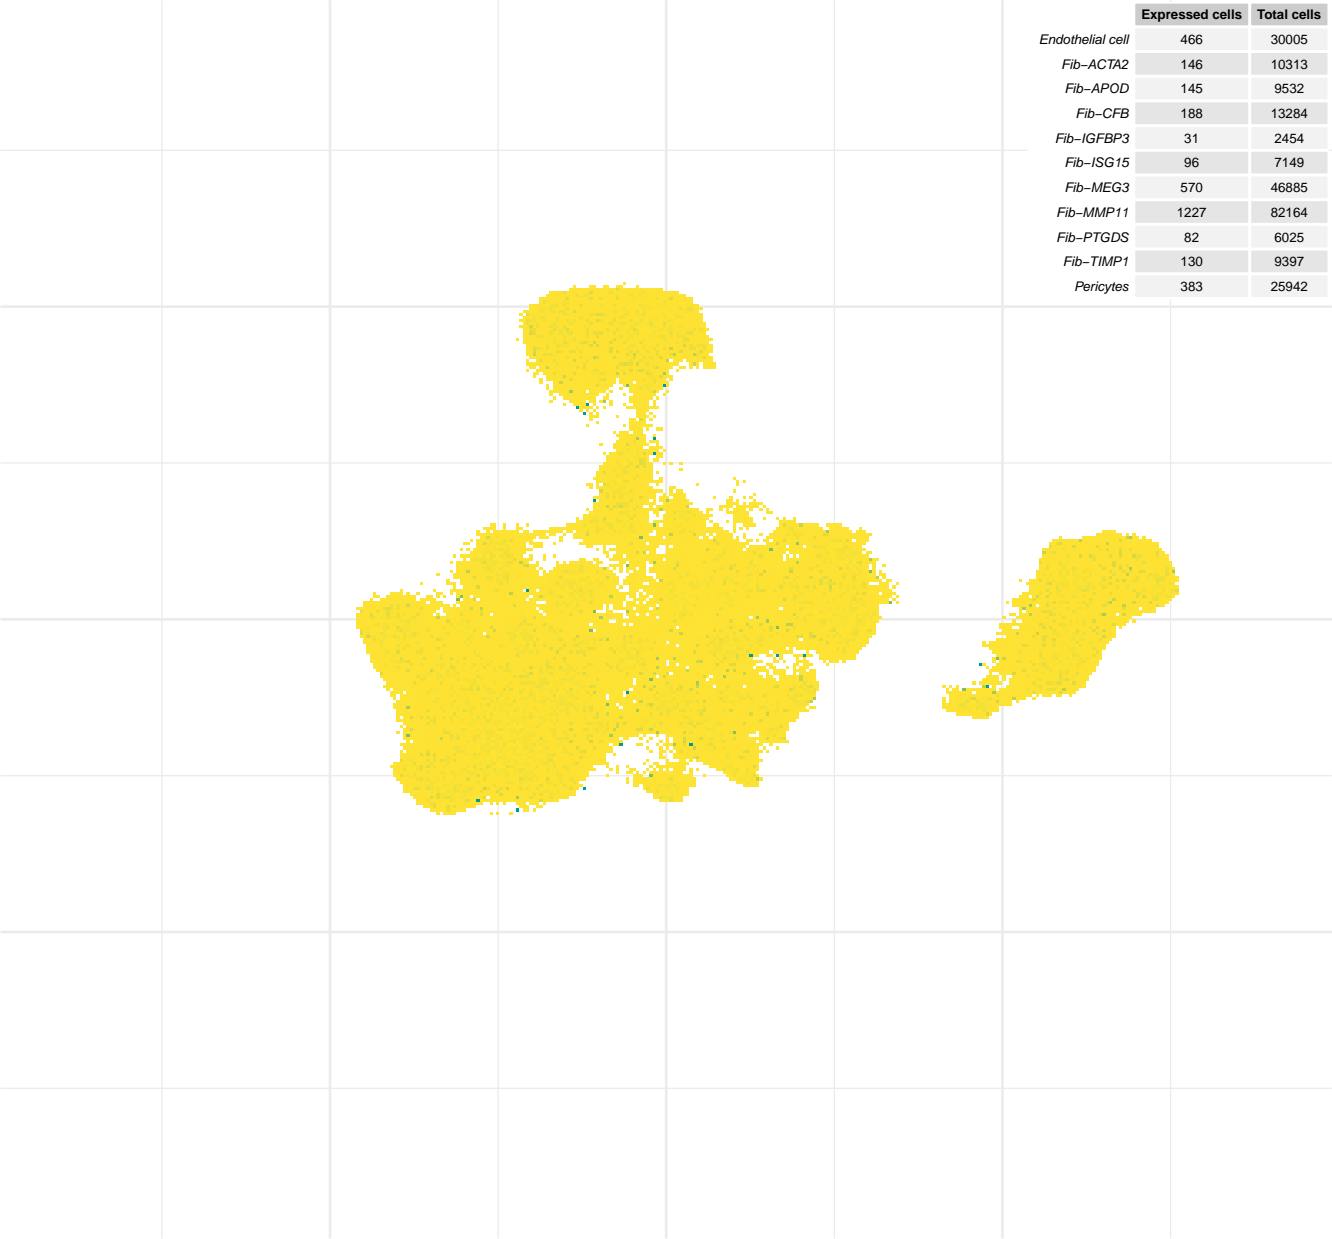 Expressed cells Total cells
Endothelial cell 466 30005
Fib−ACTA2 146 10313
Fib−APOD 145 9532
Fib−CFB 188 13284
Fib−IGFBP3 31 2454
Fib−ISG15 96 7149
Fib−MEG3 570 46885
Fib−MMP11 1227 82164
Fib−PTGDS 82 6025
Fib−TIMP1 130 9397
Pericytes 383 25942